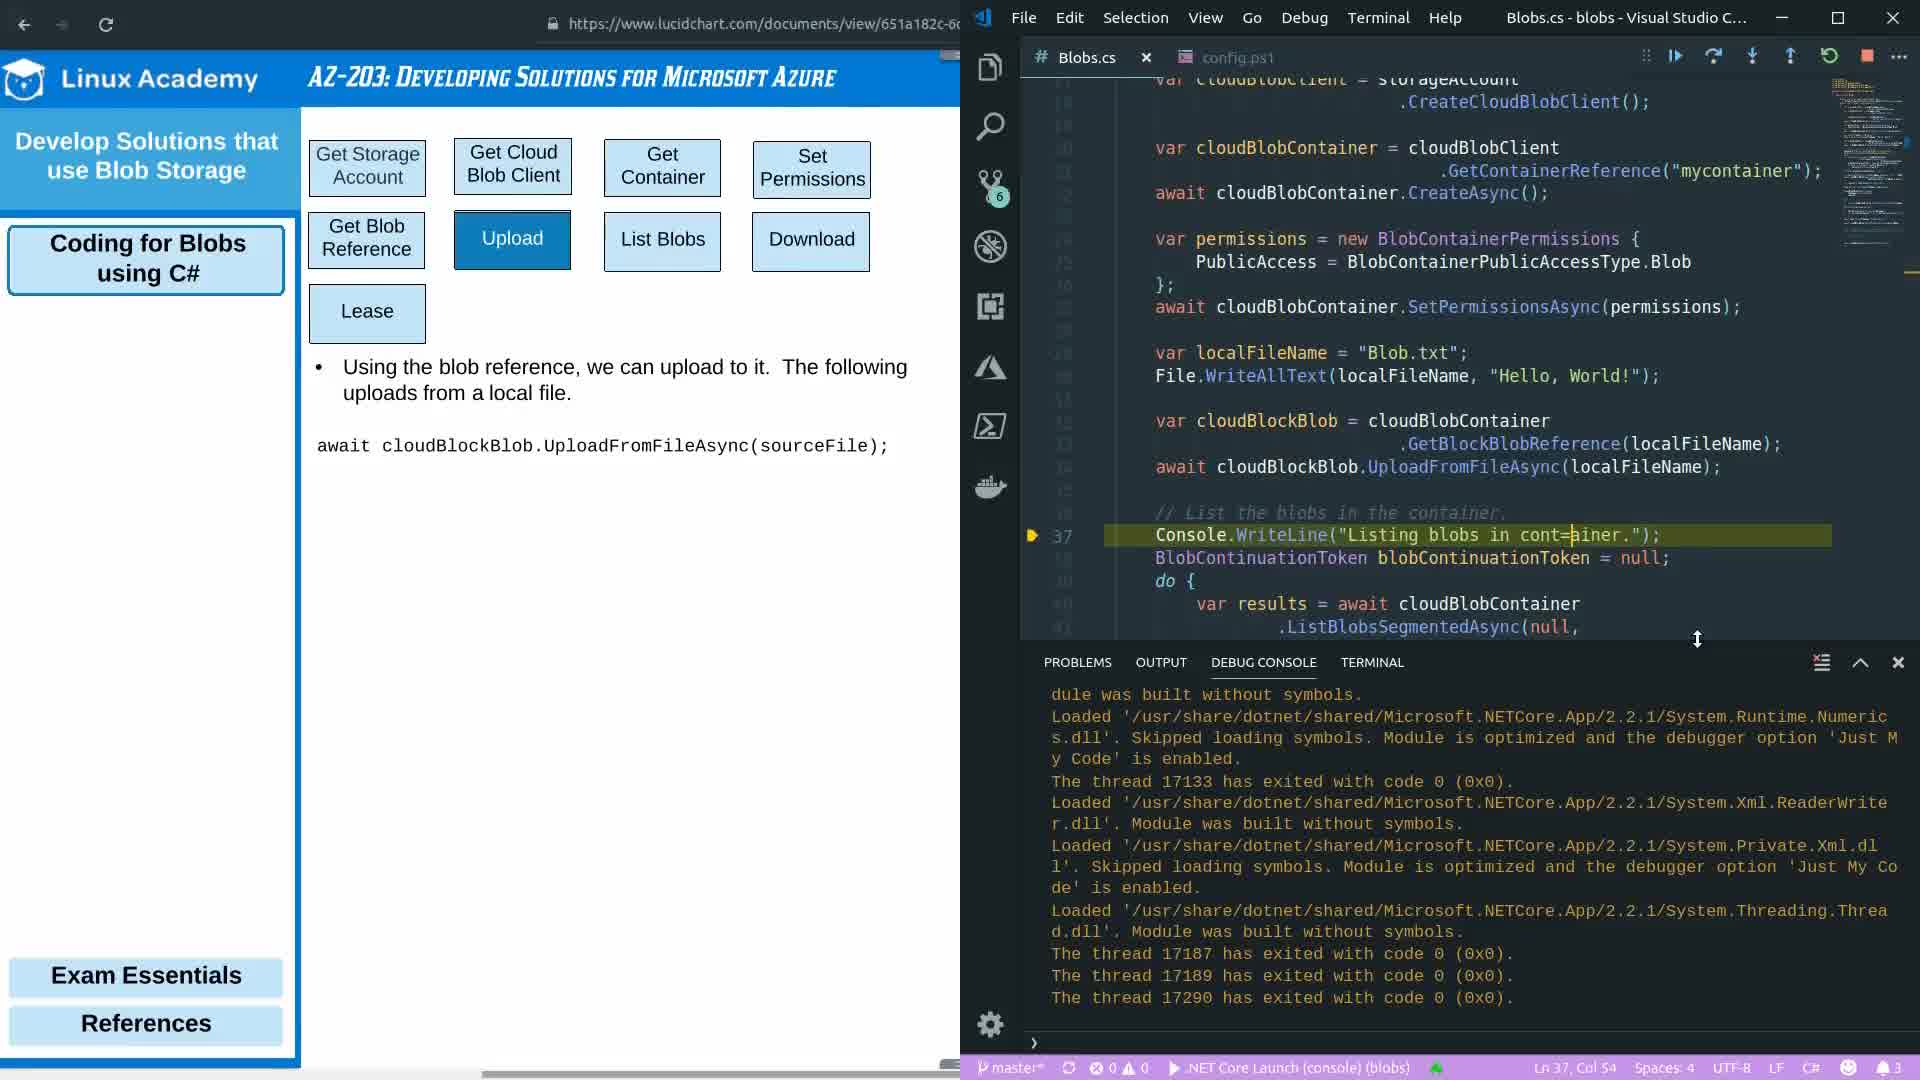 https://www.lucidchart.com/documents/view/651a182c-6
Linux Academy
AZ-203: Developing Solutions for Microsoft Azure
Develop Solutions that
use Blob Storage
Coding for Blobs
using C#
Exam Essentials
References
Get Storage
Account
Get Cloud
Blob Client
Get
Container
Set
Permissions
Get Blob
Reference
Upload
List Blobs
Download
Lease
• Using the blob reference, we can upload to it. The following
uploads from a local file.
await cloudBlockBlob.UploadFromFileAsync(sourceFile);
File Edit Selection View Go Debug Terminal Help Blobs.cs - blobs - Visual Studio C...
# Blobs.cs config.ps1
var cloudBlobClient = storageAccount
.CreateCloudBlobClient();
var cloudBlobContainer = cloudBlobClient
.GetContainerReference("mycontainer");
await cloudBlobContainer.CreateAsync();
var permissions = new BlobContainerPermissions {
PublicAccess = BlobContainerPublicAccessType.Blob
};
await cloudBlobContainer.SetPermissionsAsync(permissions);
var localFileName = "Blob.txt";
File.WriteAllText(localFileName, "Hello, World!");
var cloudBlockBlob = cloudBlobContainer
.GetBlockBlobReference(localFileName);
await cloudBlockBlob.UploadFromFileAsync(localFileName);
// List the blobs in the container.
37 Console.WriteLine("Listing blobs in cont=ainer.");
BlobContinuationToken blobContinuationToken = null;
do {
var results = await cloudBlobContainer
.ListBlobsSegmentedAsync(null,
6
PROBLEMS OUTPUT DEBUG CONSOLE TERMINAL
dule was built without symbols.
Loaded '/usr/share/dotnet/shared/Microsoft.NETCore.App/2.2.1/System.Runtime.Numeric
s.dll'. Skipped loading symbols. Module is optimized and the debugger option 'Just M
y Code' is enabled.
The thread 17133 has exited with code 0 (0x0).
Loaded '/usr/share/dotnet/shared/Microsoft.NETCore.App/2.2.1/System.Xml.ReaderWrite
r.dll'. Module was built without symbols.
Loaded '/usr/share/dotnet/shared/Microsoft.NETCore.App/2.2.1/System.Private.Xml.dl
l'. Skipped loading symbols. Module is optimized and the debugger option 'Just My Co
de' is enabled.
Loaded '/usr/share/dotnet/shared/Microsoft.NETCore.App/2.2.1/System.Threading.Threa
d.dll'. Module was built without symbols.
The thread 17187 has exited with code 0 (0x0).
The thread 17189 has exited with code 0 (0x0).
The thread 17290 has exited with code 0 (0x0).
master* 0 0 .NET Core Launch (console) (blobs) Ln 37, Col 54 Spaces: 4 UTF-8 LF C# 3